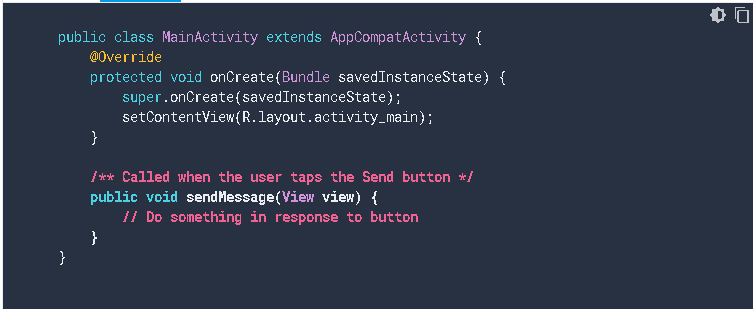 public class MainActivity extends AppCompatActivity {
    @Override
    protected void onCreate(Bundle savedInstanceState) {
        super.onCreate(savedInstanceState);
        setContentView(R.layout.activity_main);
    }

    /** Called when the user taps the Send button */
    public void sendMessage(View view) {
        // Do something in response to button
    }
}